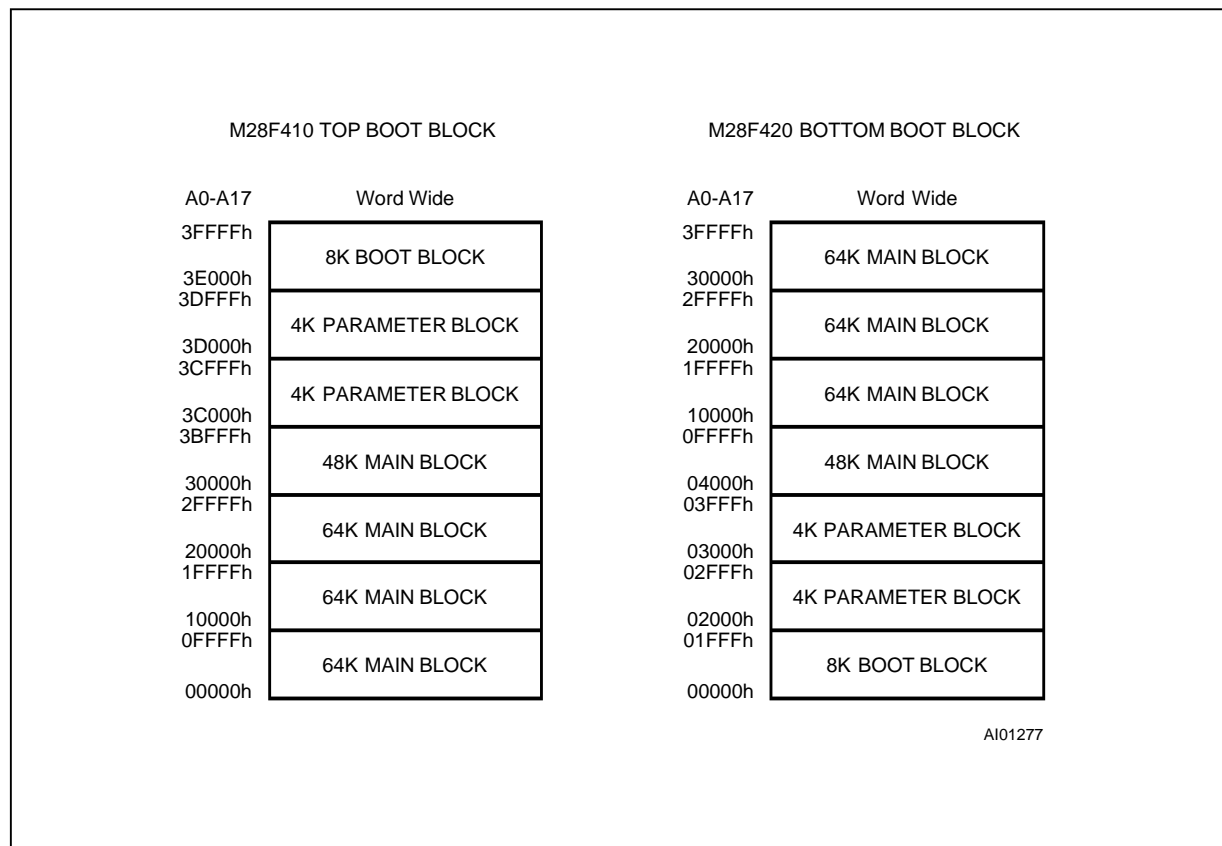 M28F410 TOP BOOT BLOCK
A0-A17 Word Wide
3FFFFh
8K BOOT BLOCK
3E000h
3DFFFh
4K PARAMETER BLOCK
3D000h
3CFFFh
4K PARAMETER BLOCK
3C000h
3BFFFh
48K MAIN BLOCK
30000h
2FFFFh
64K MAIN BLOCK
20000h
1FFFFh
64K MAIN BLOCK
10000h
0FFFFh
64K MAIN BLOCK
00000h
M28F420 BOTTOM BOOT BLOCK
A0-A17 Word Wide
3FFFFh
64K MAIN BLOCK
30000h
2FFFFh
64K MAIN BLOCK
20000h
1FFFFh
64K MAIN BLOCK
10000h
0FFFFh
48K MAIN BLOCK
04000h
03FFFh
4K PARAMETER BLOCK
03000h
02FFFh
4K PARAMETER BLOCK
02000h
01FFFh
8K BOOT BLOCK
00000h
AI01277